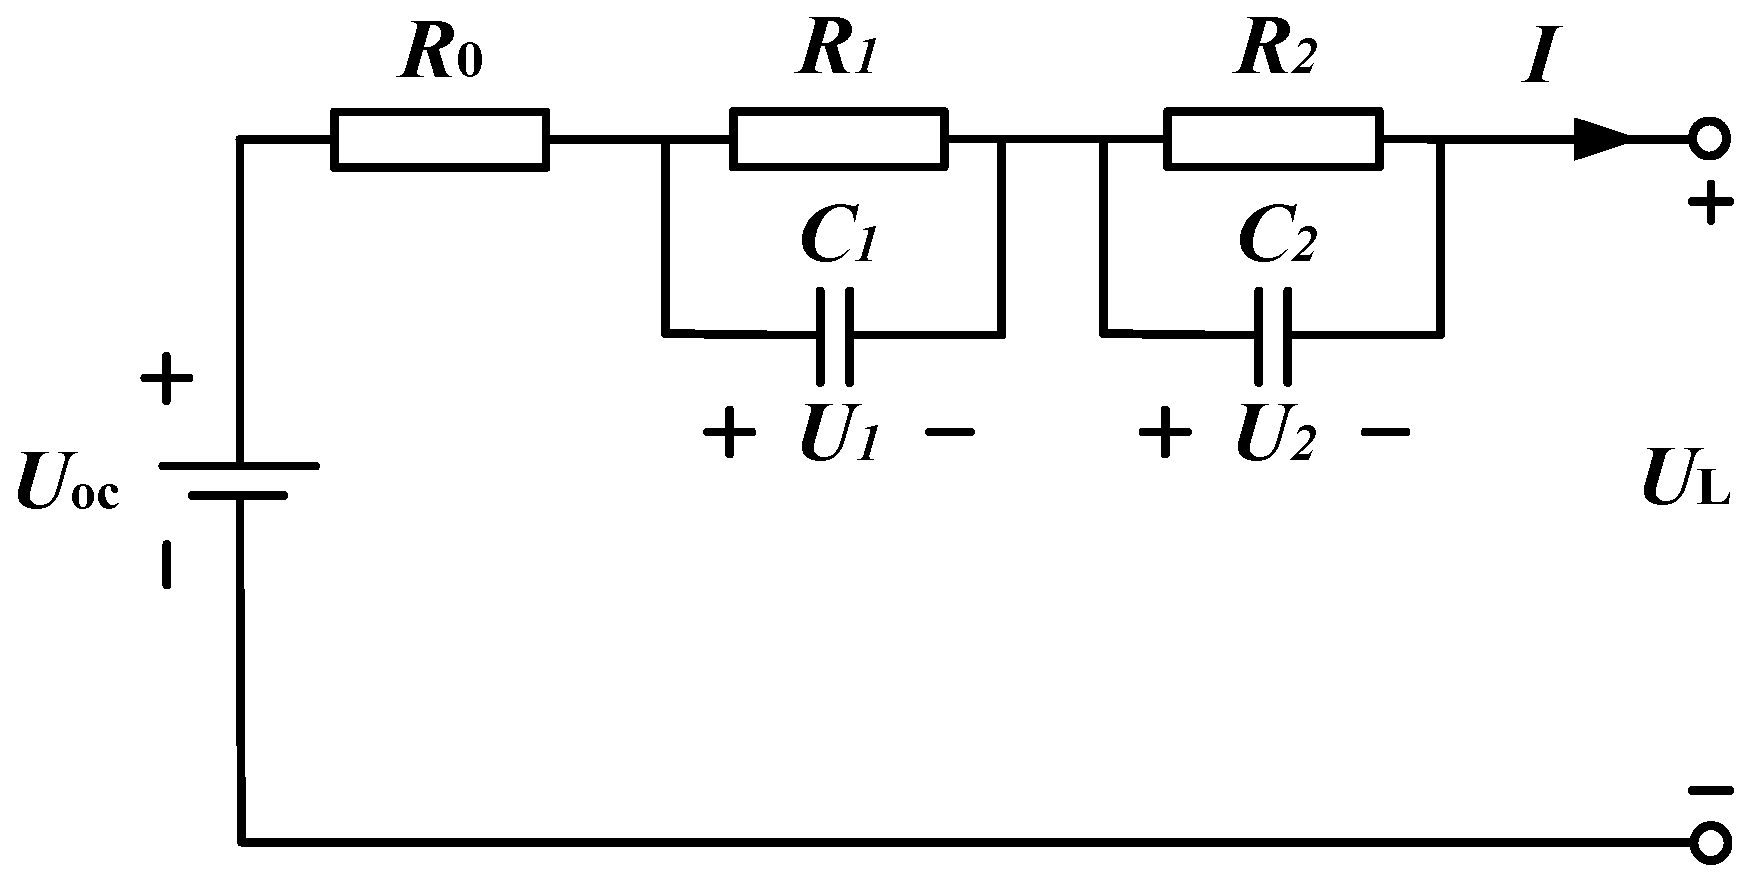 R0 R1 R2 I
C1 C2
+
+ + U1 − + U2 −
Uoc UL
−
−